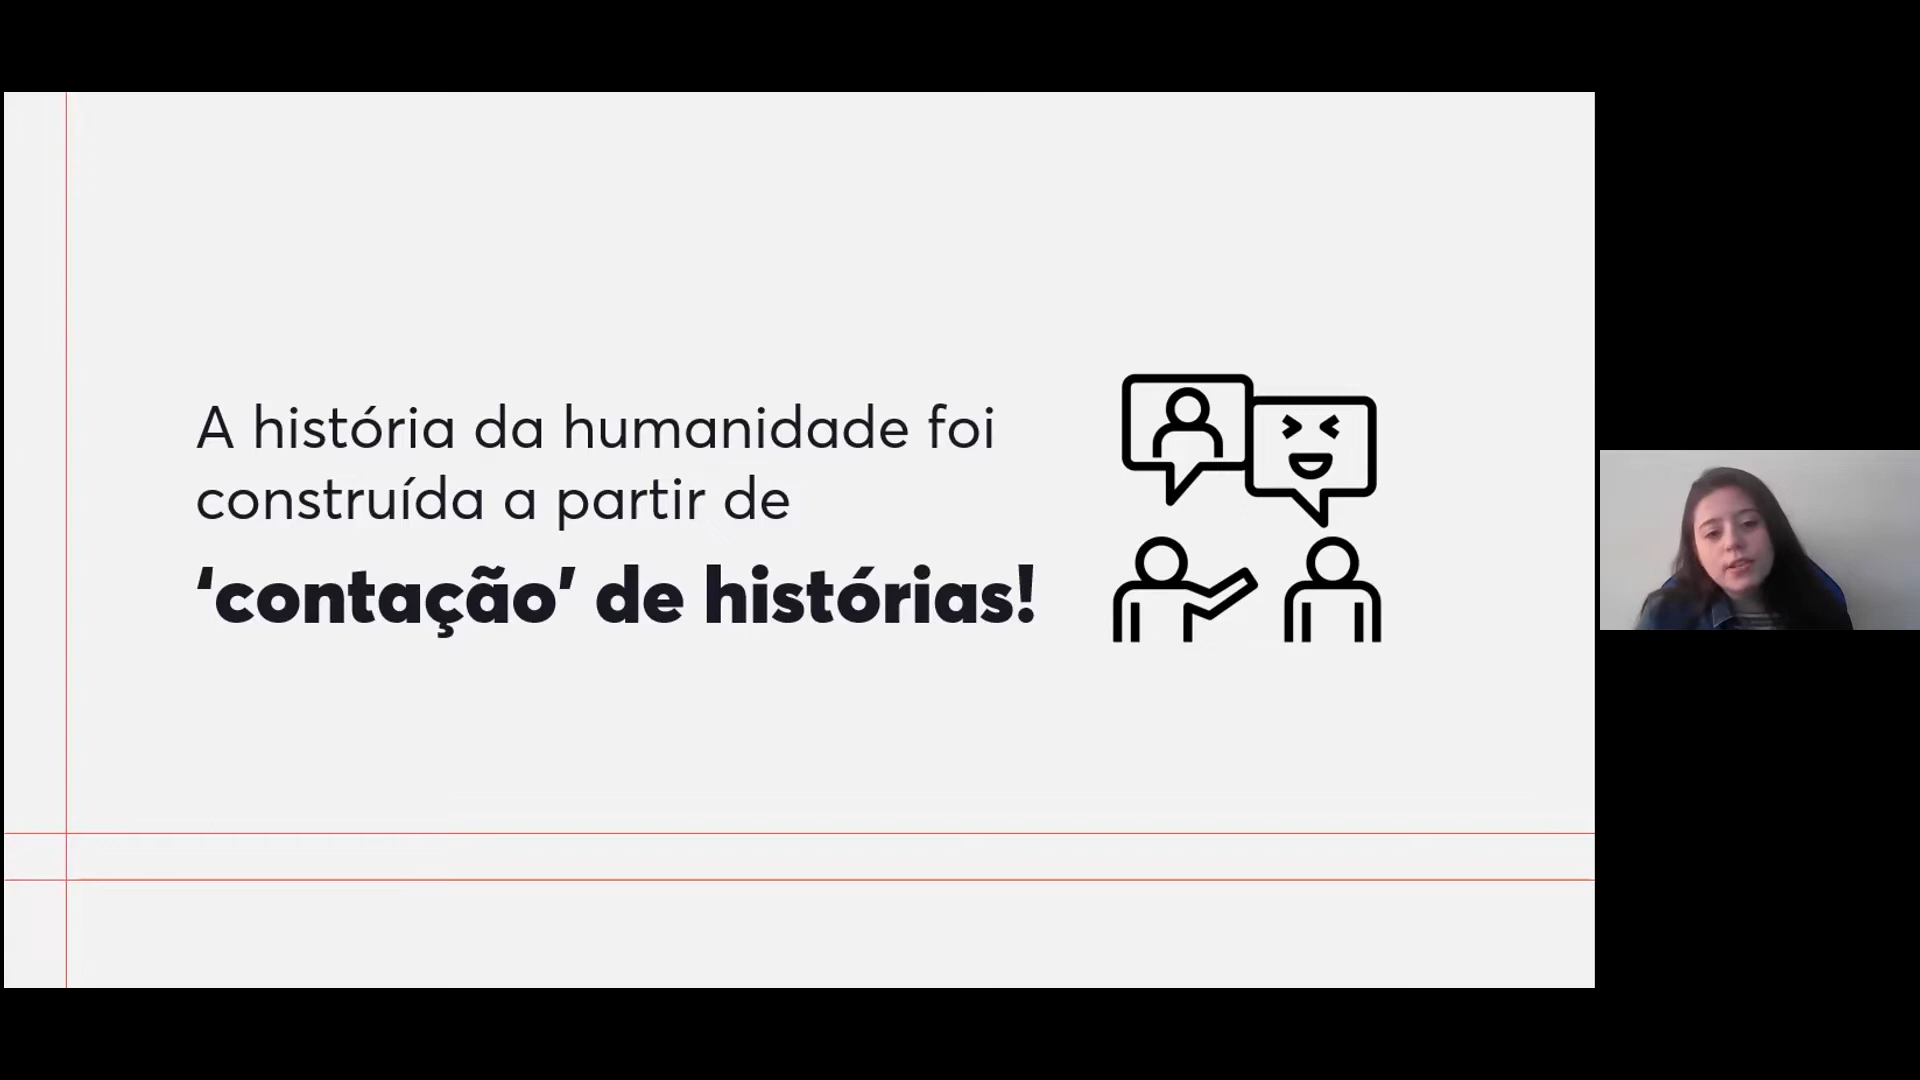 A história da humanidade foi
construída a partir de
‘contação’ de histórias!